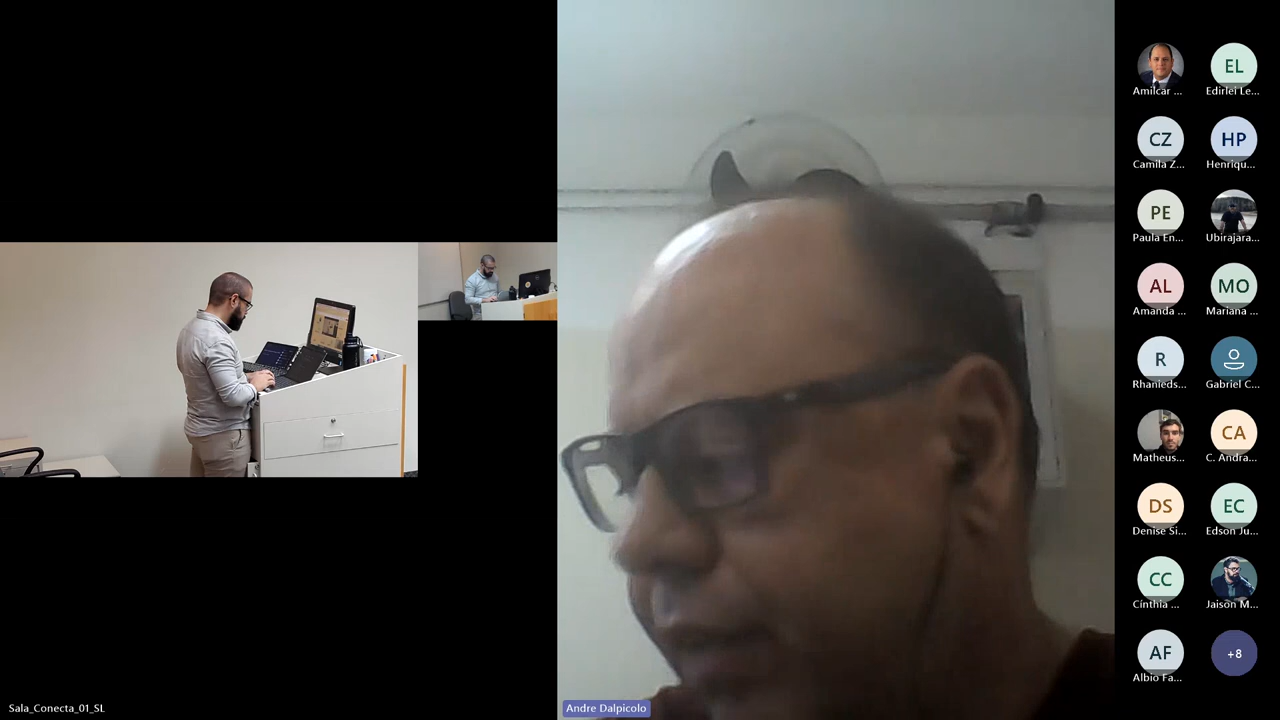 Amilcar ...
EL
Edirlei Le...
CZ
Camila Z...
HP
Henriqu...
PE
Paula En...
Ubirajara...
AL
Amanda ...
MO
Mariana ...
R
Rhanieds...
Gabriel C...
Matheus...
CA
C. Andra...
DS
Denise Si...
EC
Edson Ju...
CC
Cínthia ...
Jaison M...
AF
Albio Fa...
+8
Sala_Conecta_01_SL
Andre Dalpicolo